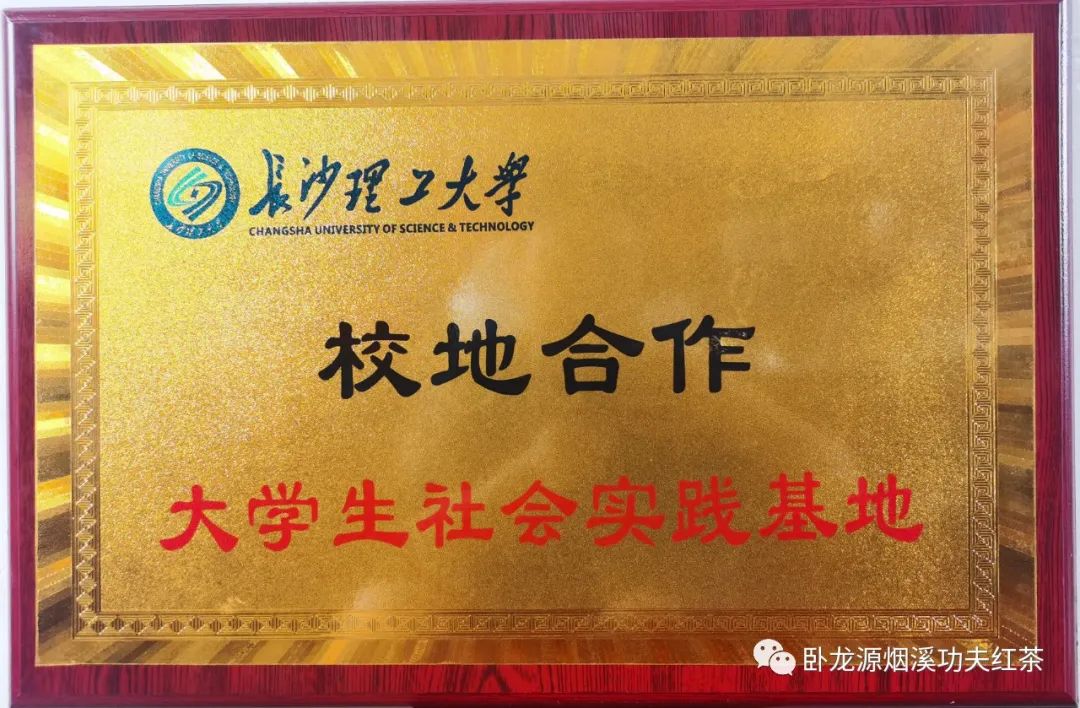 長沙理工大學
CHANGSHA UNIVERSITY OF SCIENCE & TECHNOLOGY
校地合作
大学生社会实践基地
卧龙源烟溪功夫红茶